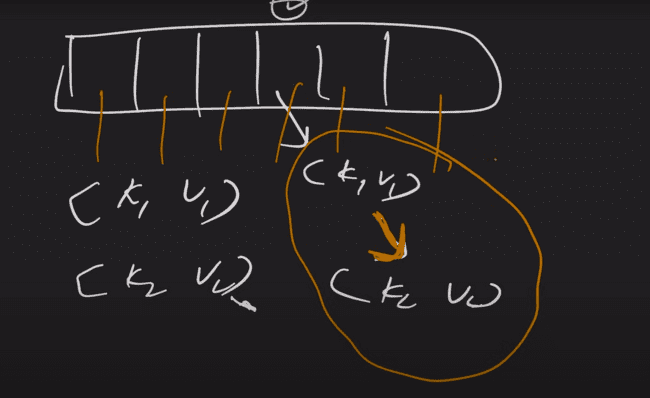 (k₁ v₁)
(k₁ v₁)
(k₂ v₂)
(k₂ v₂)